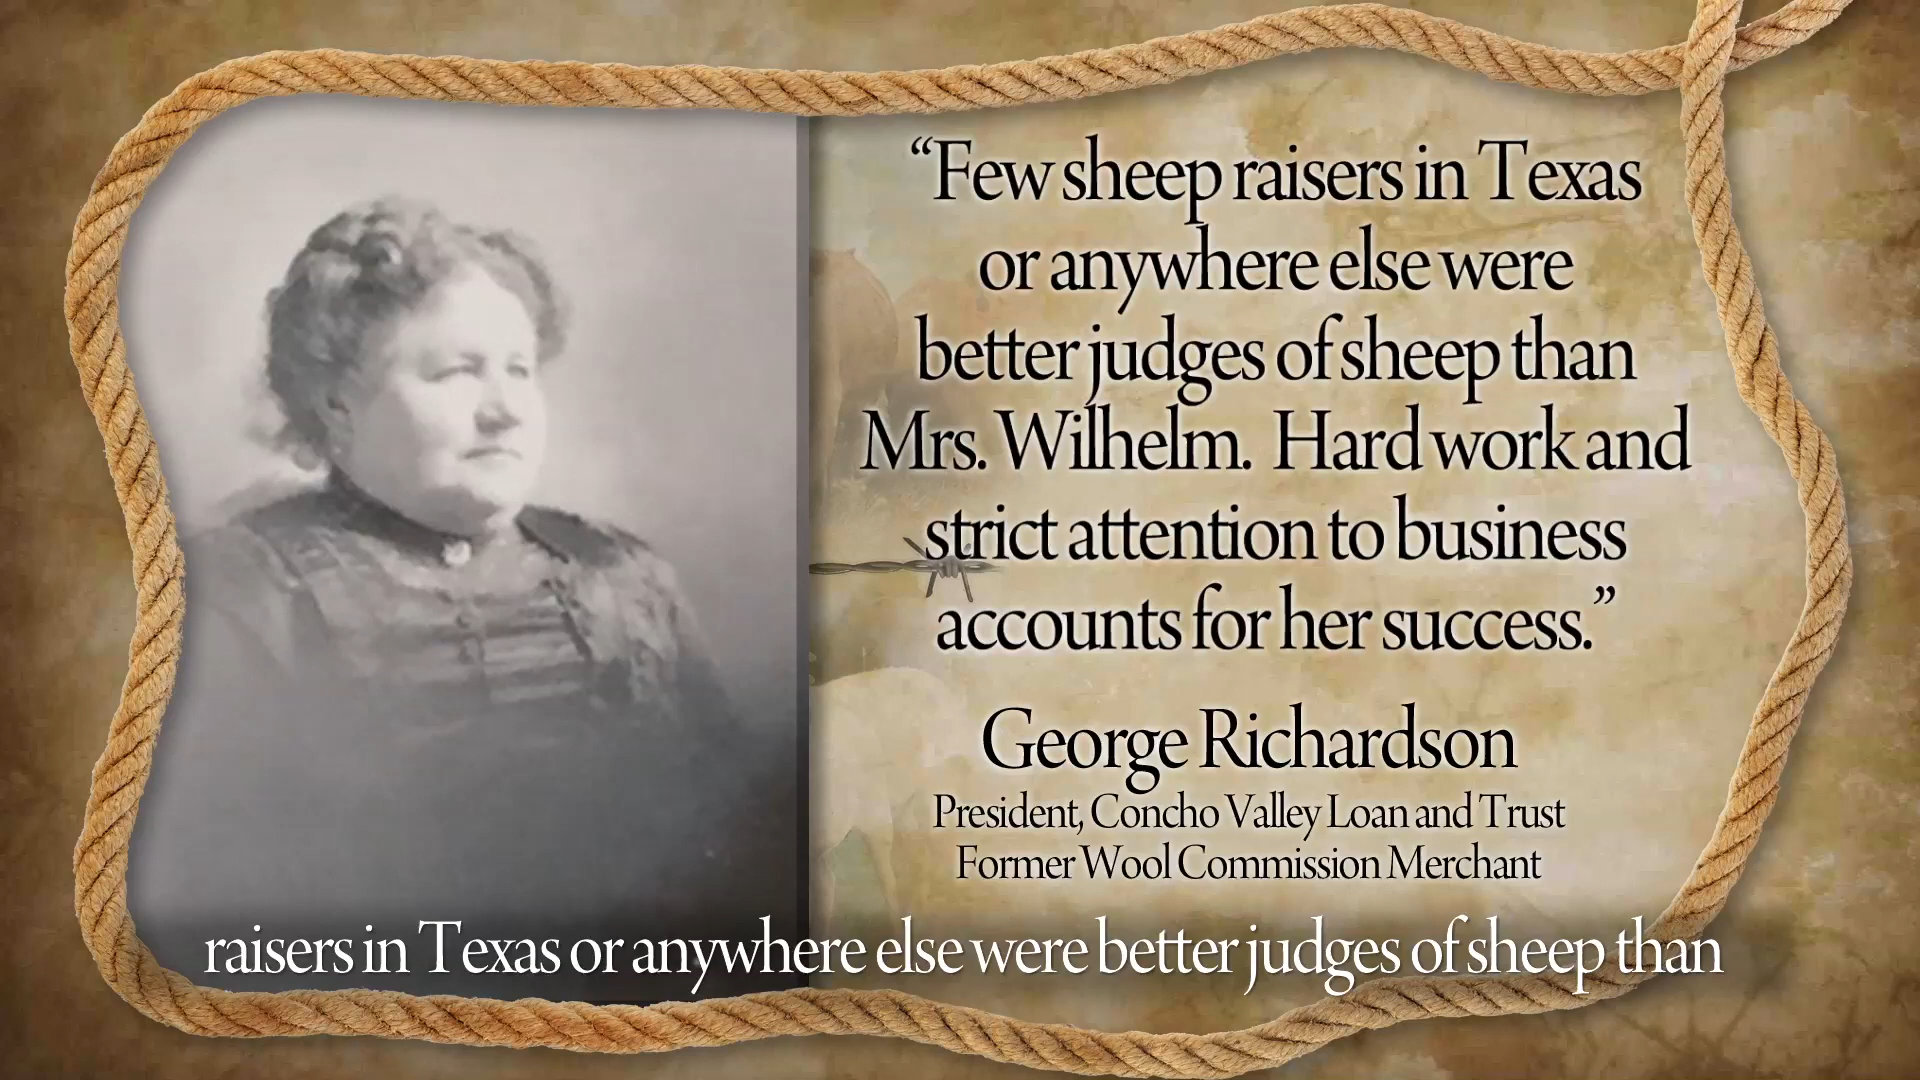 “Few sheep raisers in Texas
or anywhere else were
better judges of sheep than
Mrs. Wilhelm.  Hard work and
strict attention to business
accounts for her success.”
George Richardson
President, Concho Valley Loan and Trust
Former Wool Commission Merchant
raisers in Texas or anywhere else were better judges of sheep than